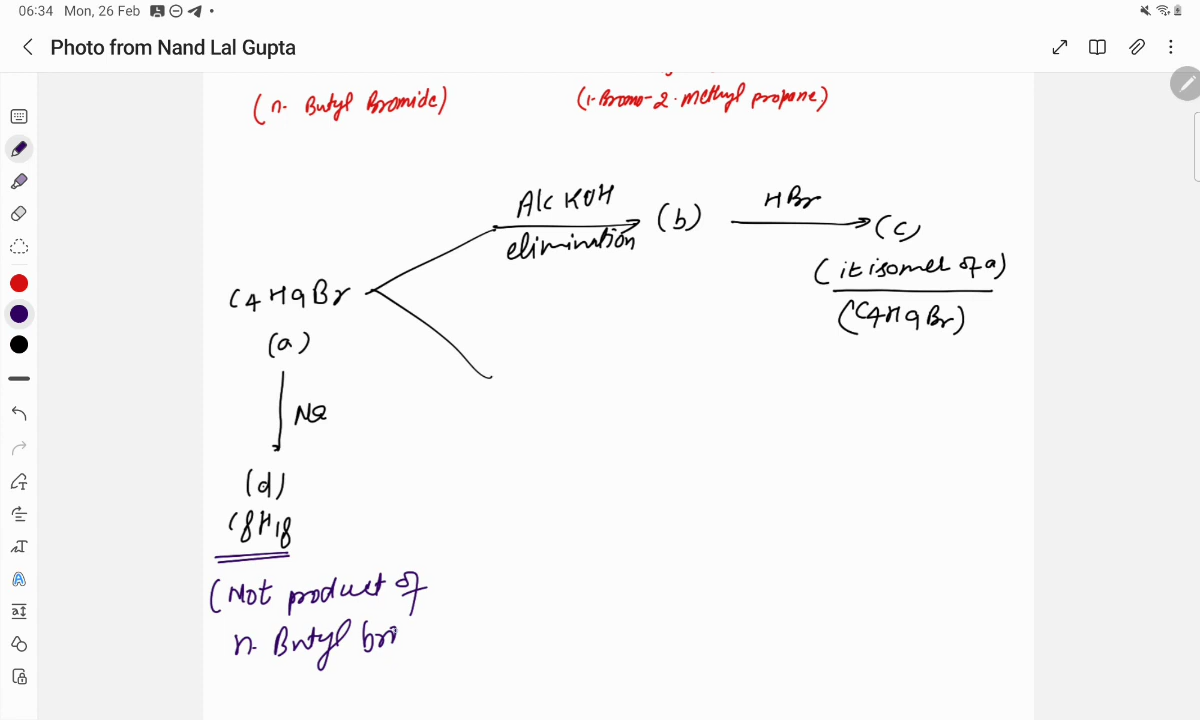 06:34 Mon, 26 Feb
Photo from Nand Lal Gupta
(n- Butyl Bromide)
(1-Bromo-2-methyl propane)
Alc KOH
elimination
(b)
HBr
(c)
(it isomer of a)
(C4H9Br)
C4H9Br
(a)
Na
(d)
C8H18
(Not product of
n- Butyl bri